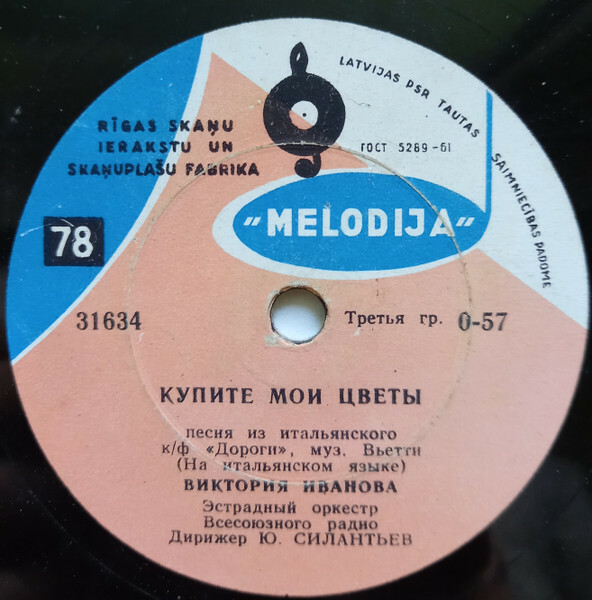 LATVIJAS PSR TAUTAS SAIMNIECĪBAS PADOME
RĪGAS SKAŅU
IERAKSTU UN
SKAŅUPLAŠU FABRIKA
ГОСТ 5289-61
"MELODIJA"
78
31634
Третья гр. 0-57
КУПИТЕ МОИ ЦВЕТЫ
песня из итальянского
к/ф «Дороги», муз. Вьетти
(На итальянском языке)
ВИКТОРИЯ ИВАНОВА
Эстрадный оркестр
Всесоюзного радио
Дирижер Ю. СИЛАНТЬЕВ